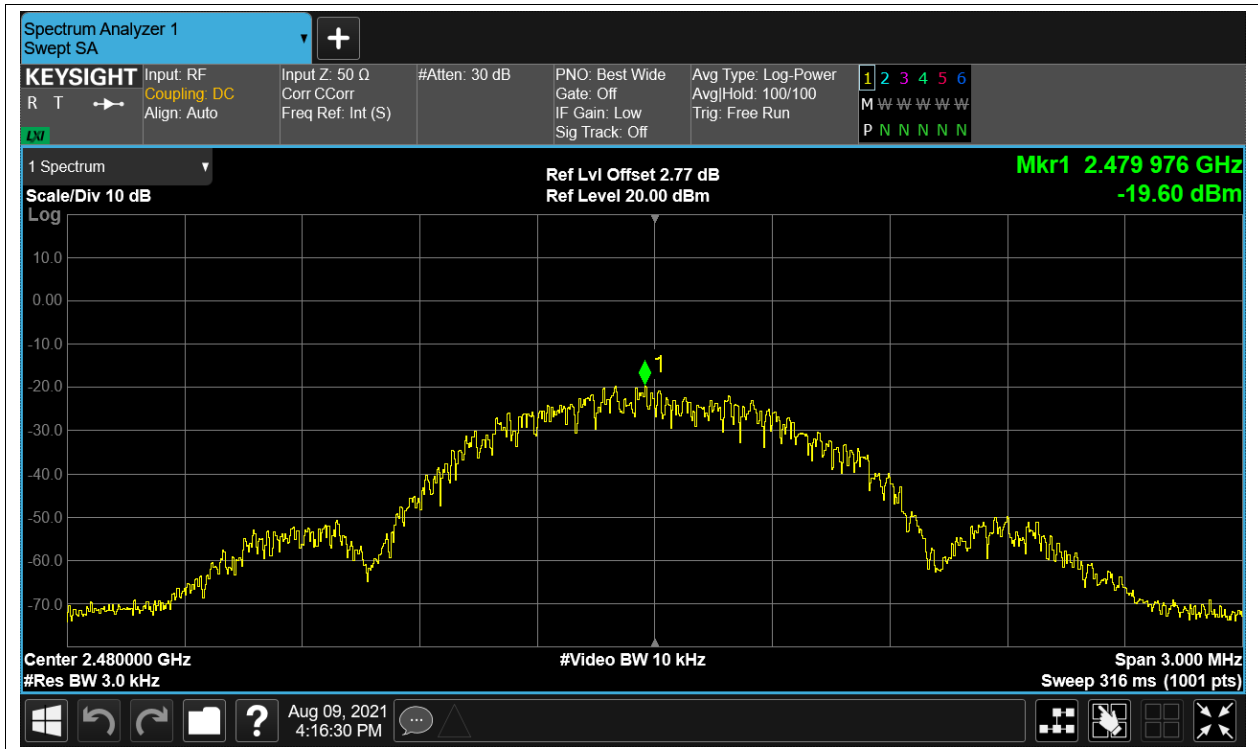 Spectrum Analyzer 1
Swept SA
KEYSIGHT
R T
LXI
Input: RF
Coupling: DC
Align: Auto
Input Z: 50 Ω
Corr CCorr
Freq Ref: Int (S)
#Atten: 30 dB
PNO: Best Wide
Gate: Off
IF Gain: Low
Sig Track: Off
Avg Type: Log-Power
Avg|Hold: 100/100
Trig: Free Run
1 2 3 4 5 6
M W W W W W
P N N N N N
1 Spectrum
Scale/Div 10 dB
Ref Lvl Offset 2.77 dB
Ref Level 20.00 dBm
Mkr1 2.479 976 GHz
-19.60 dBm
Log
10.0
0.00
-10.0
1
-20.0
-30.0
-40.0
-50.0
-60.0
-70.0
Center 2.480000 GHz
#Video BW 10 kHz
Span 3.000 MHz
#Res BW 3.0 kHz
Sweep 316 ms (1001 pts)
?
Aug 09, 2021
4:16:30 PM